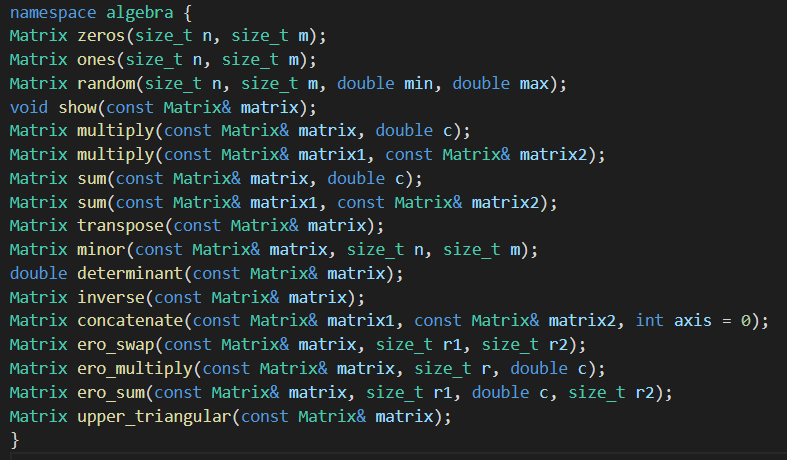 namespace algebra {
Matrix zeros(size_t n, size_t m);
Matrix ones(size_t n, size_t m);
Matrix random(size_t n, size_t m, double min, double max);
void show(const Matrix& matrix);
Matrix multiply(const Matrix& matrix, double c);
Matrix multiply(const Matrix& matrix1, const Matrix& matrix2);
Matrix sum(const Matrix& matrix, double c);
Matrix sum(const Matrix& matrix1, const Matrix& matrix2);
Matrix transpose(const Matrix& matrix);
Matrix minor(const Matrix& matrix, size_t n, size_t m);
double determinant(const Matrix& matrix);
Matrix inverse(const Matrix& matrix);
Matrix concatenate(const Matrix& matrix1, const Matrix& matrix2, int axis = 0);
Matrix ero_swap(const Matrix& matrix, size_t r1, size_t r2);
Matrix ero_multiply(const Matrix& matrix, size_t r, double c);
Matrix ero_sum(const Matrix& matrix, size_t r1, double c, size_t r2);
Matrix upper_triangular(const Matrix& matrix);
}